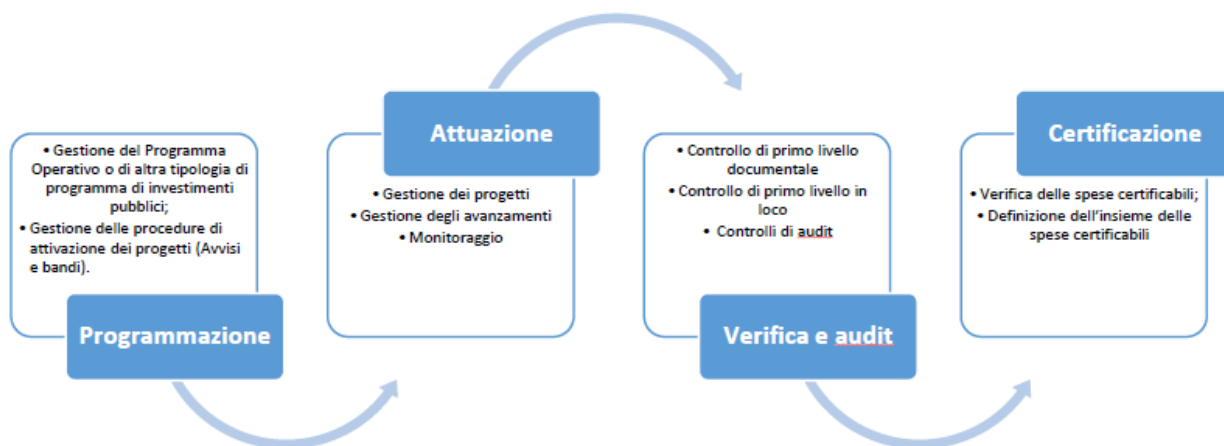 • Gestione del Programma
Operativo o di altra tipologia di
programma di investimenti
pubblici;
• Gestione delle procedure di
attivazione dei progetti (Avvisi
e bandi).
Programmazione
Attuazione
• Gestione dei progetti
• Gestione degli avanzamenti
• Monitoraggio
• Controllo di primo livello
documentale
• Controllo di primo livello in
loco
• Controlli di audit
Verifica e audit
Certificazione
• Verifica delle spese certificabili;
• Definizione dell’insieme delle
spese certificabili